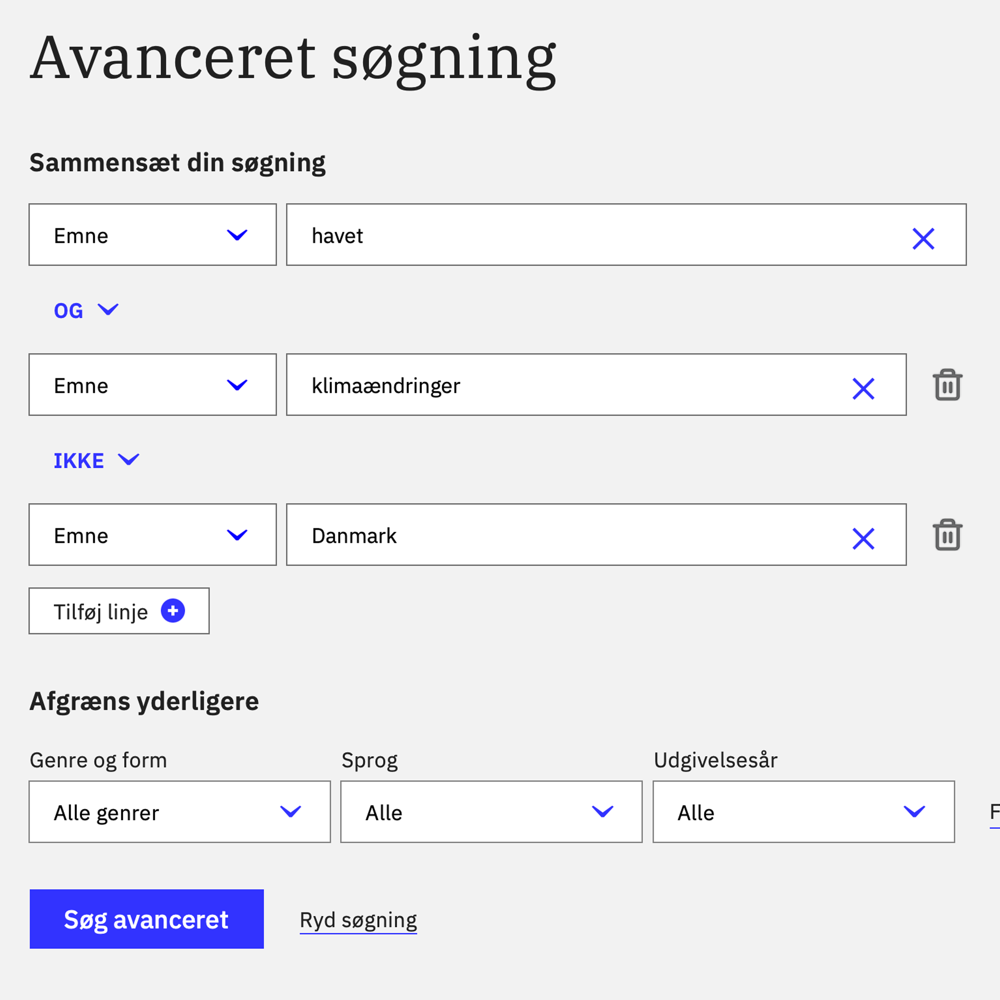 Avanceret søgning
Sammensæt din søgning
Emne havet
OG
Emne klimaændringer
IKKE
Emne Danmark
Tilføj linje
Afgræns yderligere
Genre og form Sprog Udgivelsesår
Alle genrer Alle Alle
Søg avanceret Ryd søgning